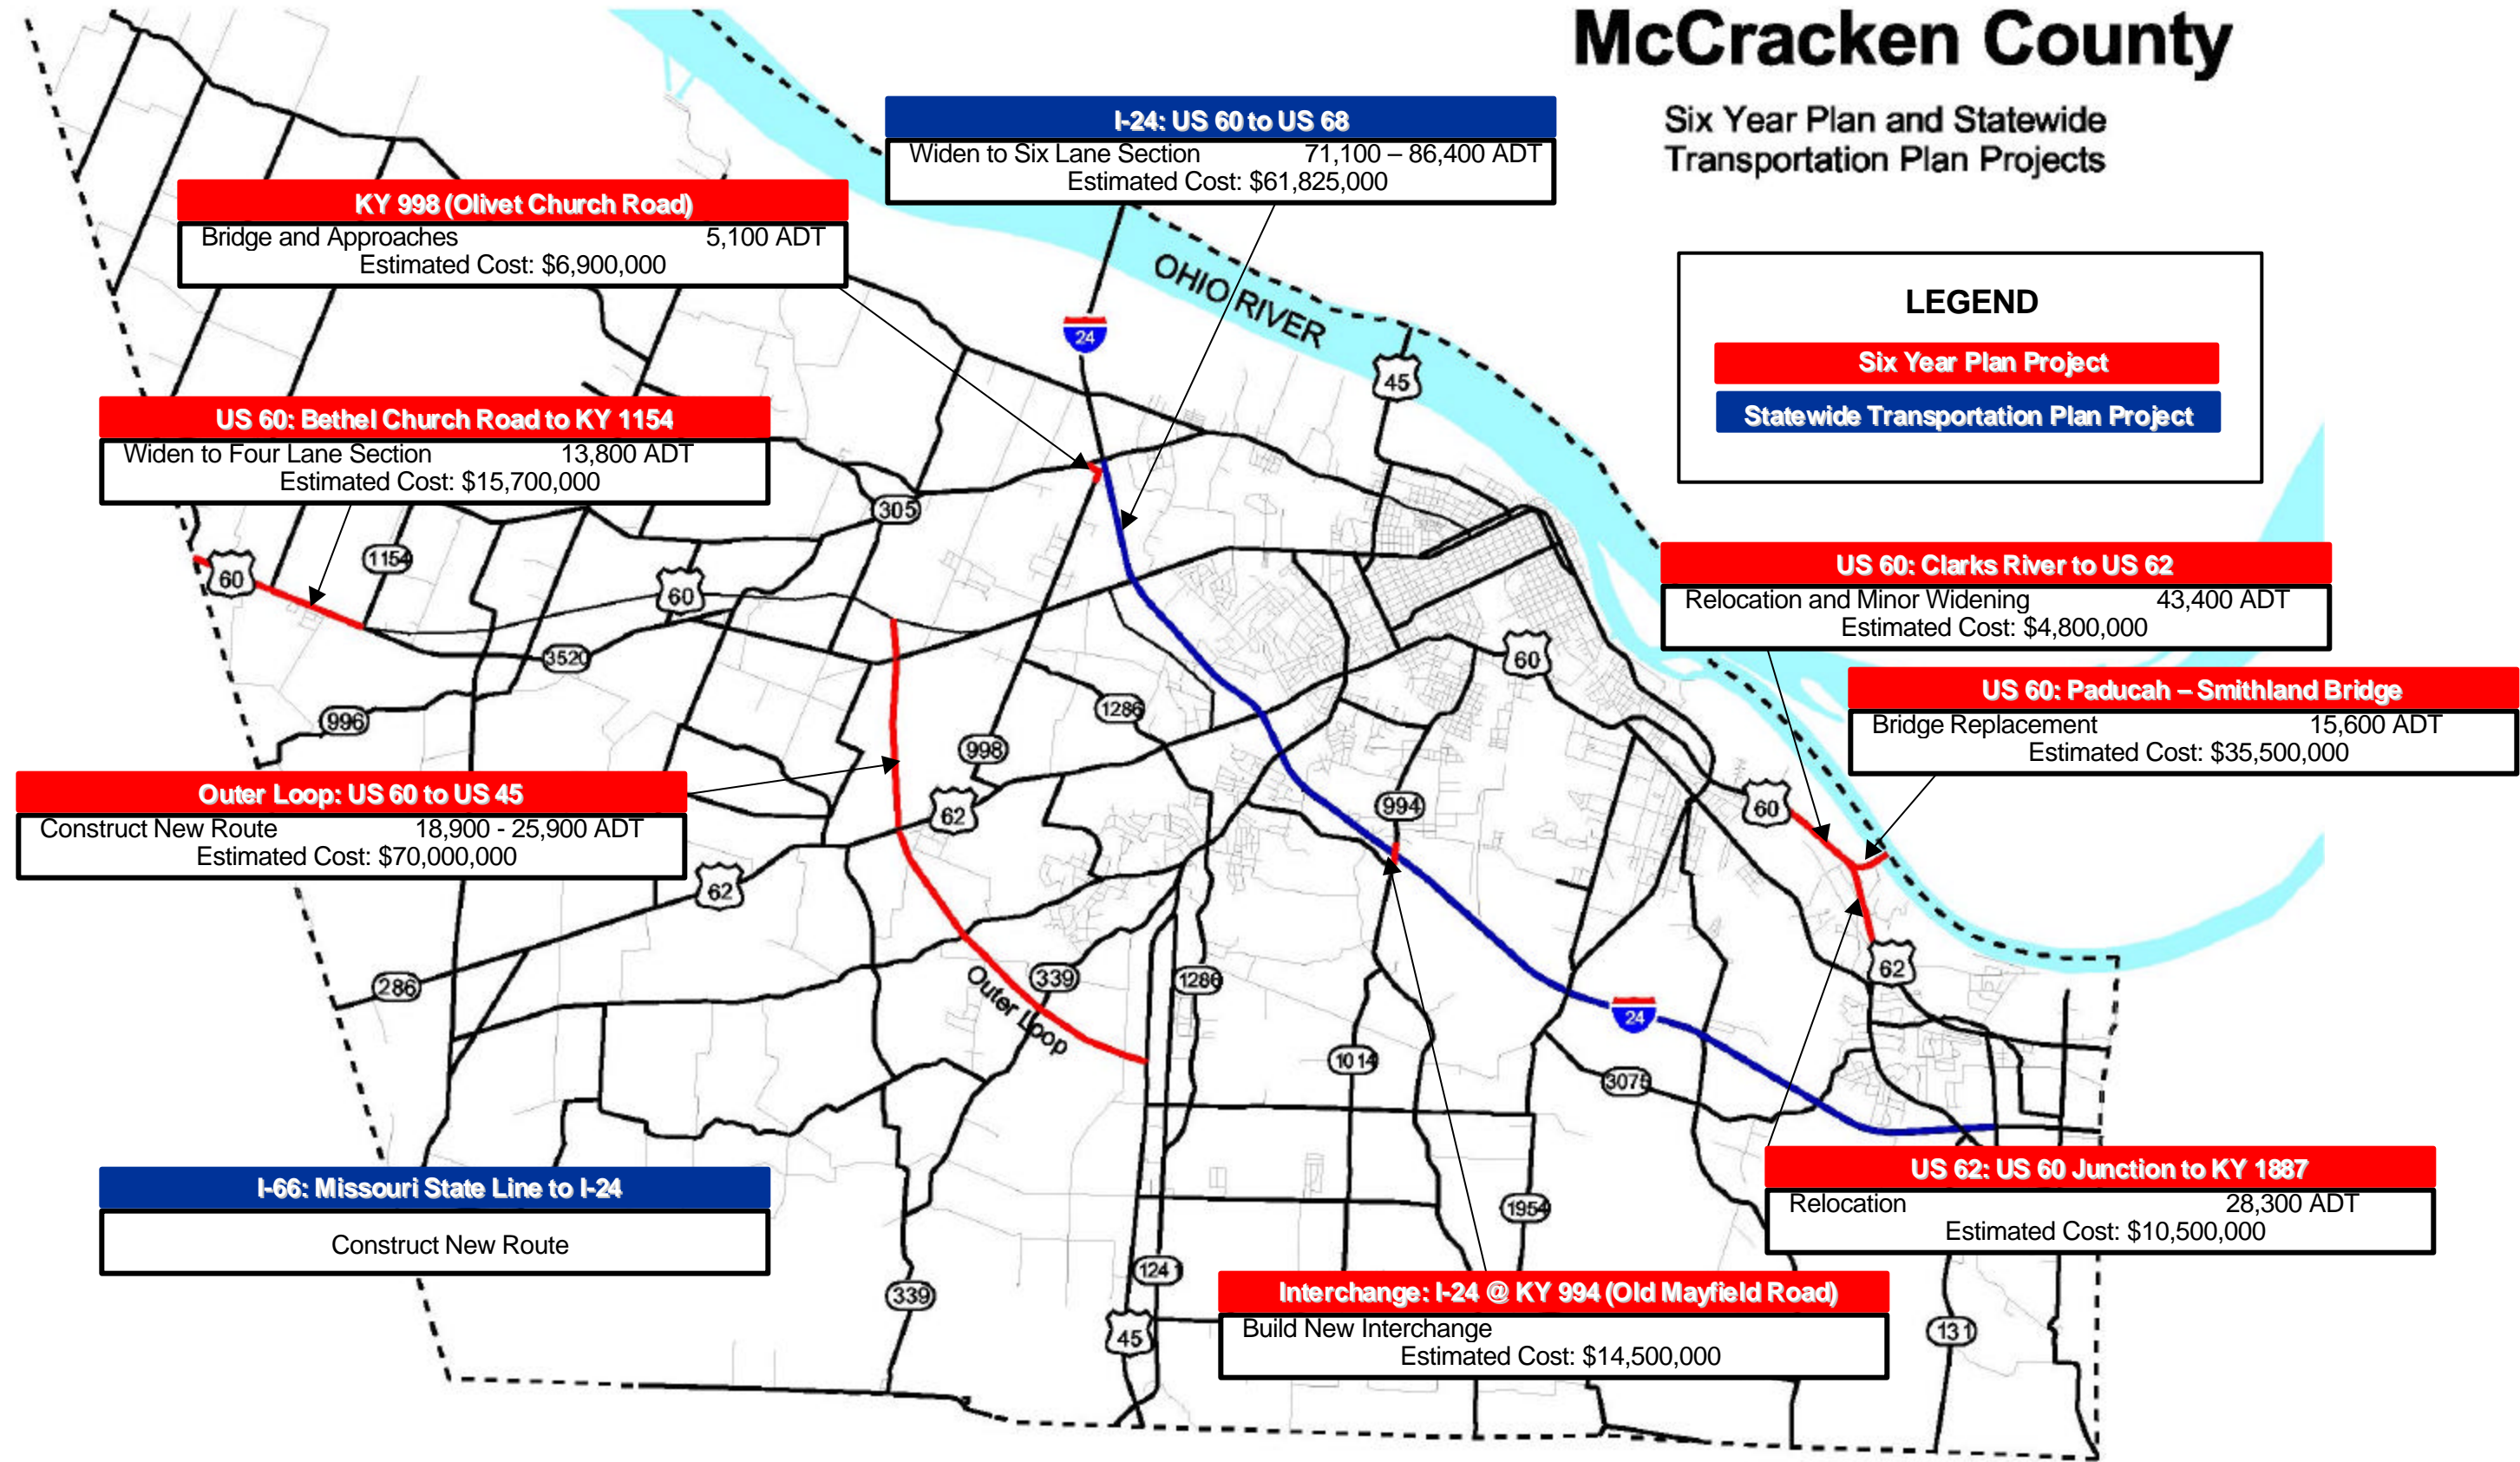 McCracken County
Six Year Plan and Statewide
Transportation Plan Projects
I-24: US 60 to US 68
Widen to Six Lane Section 71,100 – 86,400 ADT
Estimated Cost: $61,825,000
KY 998 (Olivet Church Road)
Bridge and Approaches 5,100 ADT
Estimated Cost: $6,900,000
OHIO RIVER
24
45
LEGEND
Six Year Plan Project
Statewide Transportation Plan Project
US 60: Bethel Church Road to KY 1154
Widen to Four Lane Section 13,800 ADT
Estimated Cost: $15,700,000
305
1154
60
60
3520
996
1286
998
60
US 60: Clarks River to US 62
Relocation and Minor Widening 43,400 ADT
Estimated Cost: $4,800,000
US 60: Paducah – Smithland Bridge
Bridge Replacement 15,600 ADT
Estimated Cost: $35,500,000
Outer Loop: US 60 to US 45
Construct New Route 18,900 - 25,900 ADT
Estimated Cost: $70,000,000
62
994
60
62
286
Outer Loop
339
1286
62
24
1014
3075
I-66: Missouri State Line to I-24
Construct New Route
US 62: US 60 Junction to KY 1887
Relocation 28,300 ADT
Estimated Cost: $10,500,000
1954
1241
339
45
Interchange: I-24 @ KY 994 (Old Mayfield Road)
Build New Interchange
Estimated Cost: $14,500,000
131